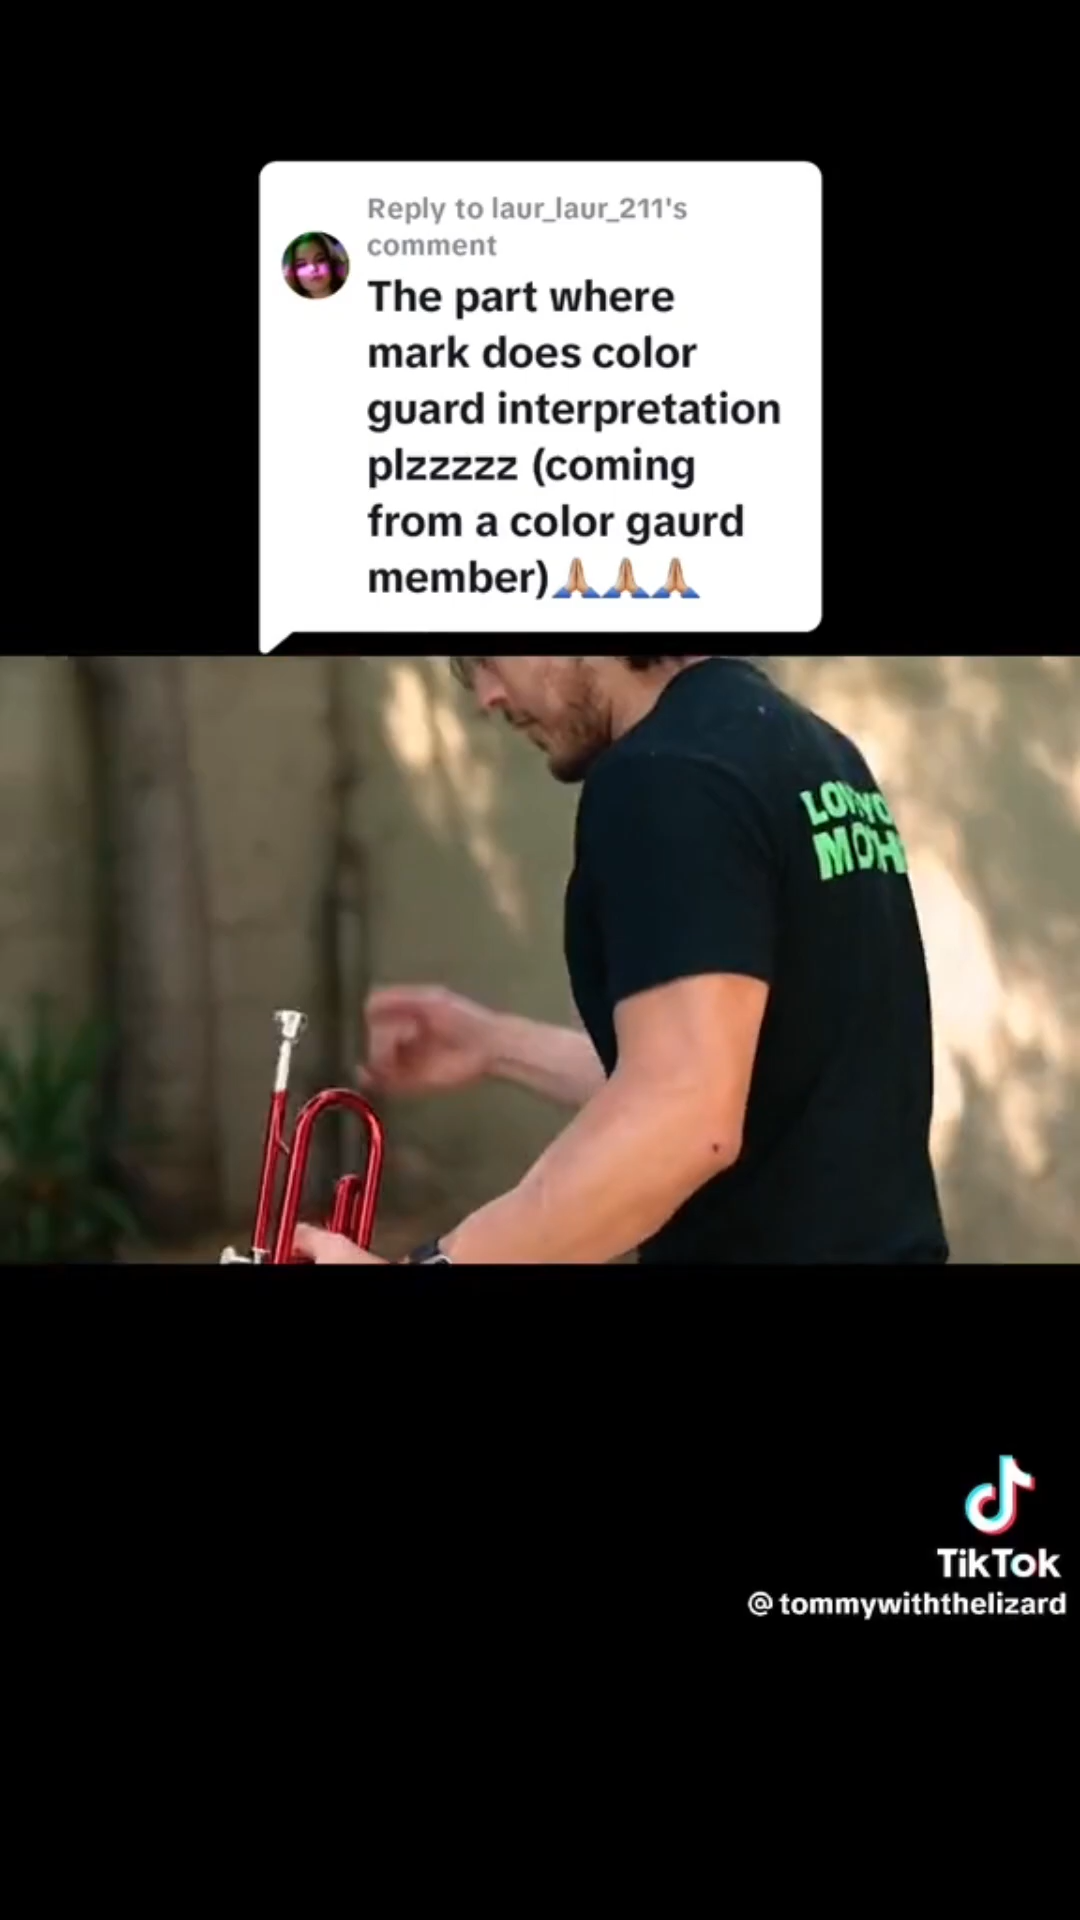 Reply to laur_laur_211's
comment
The part where
mark does color
guard interpretation
plzzzzz (coming
from a color gaurd
member)🙏🏼🙏🏼🙏🏼
TikTok
@tommywiththelizard